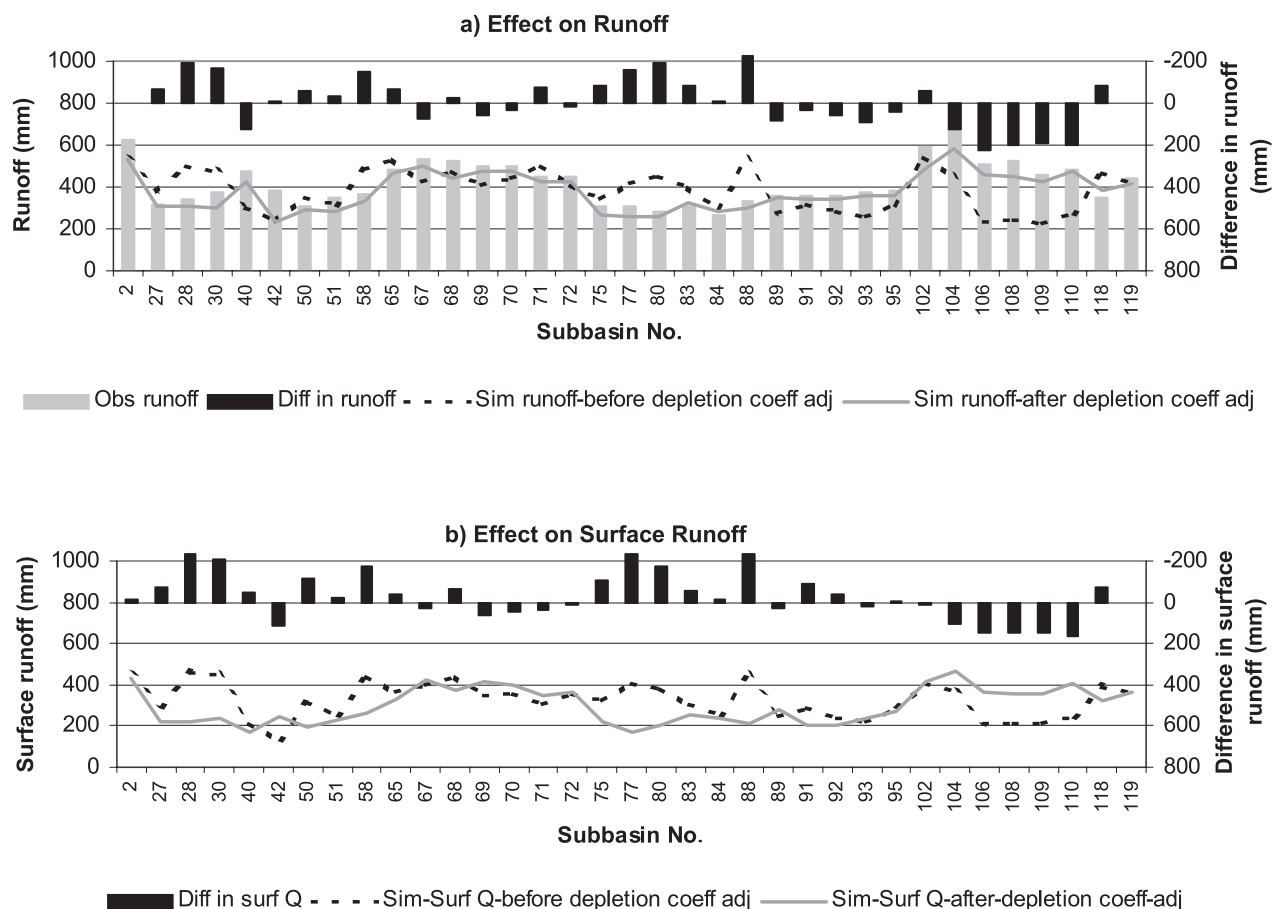 a) Effect on Runoff
1000
800
600
400
200
0
Runoff (mm)
-200
0
200
400
600
800
Difference in runoff
(mm)
2 27 28 30 40 42 50 51 58 65 67 68 69 70 71 72 75 77 80 83 84 88 89 91 92 93 95 102 104 106 108 109 110 118 119
Subbasin No.
Obs runoff Diff in runoff Sim runoff-before depletion coeff adj Sim runoff-after depletion coeff adj
b) Effect on Surface Runoff
1000
800
600
400
200
0
Surface runoff (mm)
-200
0
200
400
600
800
Difference in surface
runoff (mm)
2 27 28 30 40 42 50 51 58 65 67 68 69 70 71 72 75 77 80 83 84 88 89 91 92 93 95 102 104 106 108 109 110 118 119
Subbasin No.
Diff in surf Q Sim-Surf Q-before depletion coeff adj Sim-Surf Q-after-depletion coeff-adj